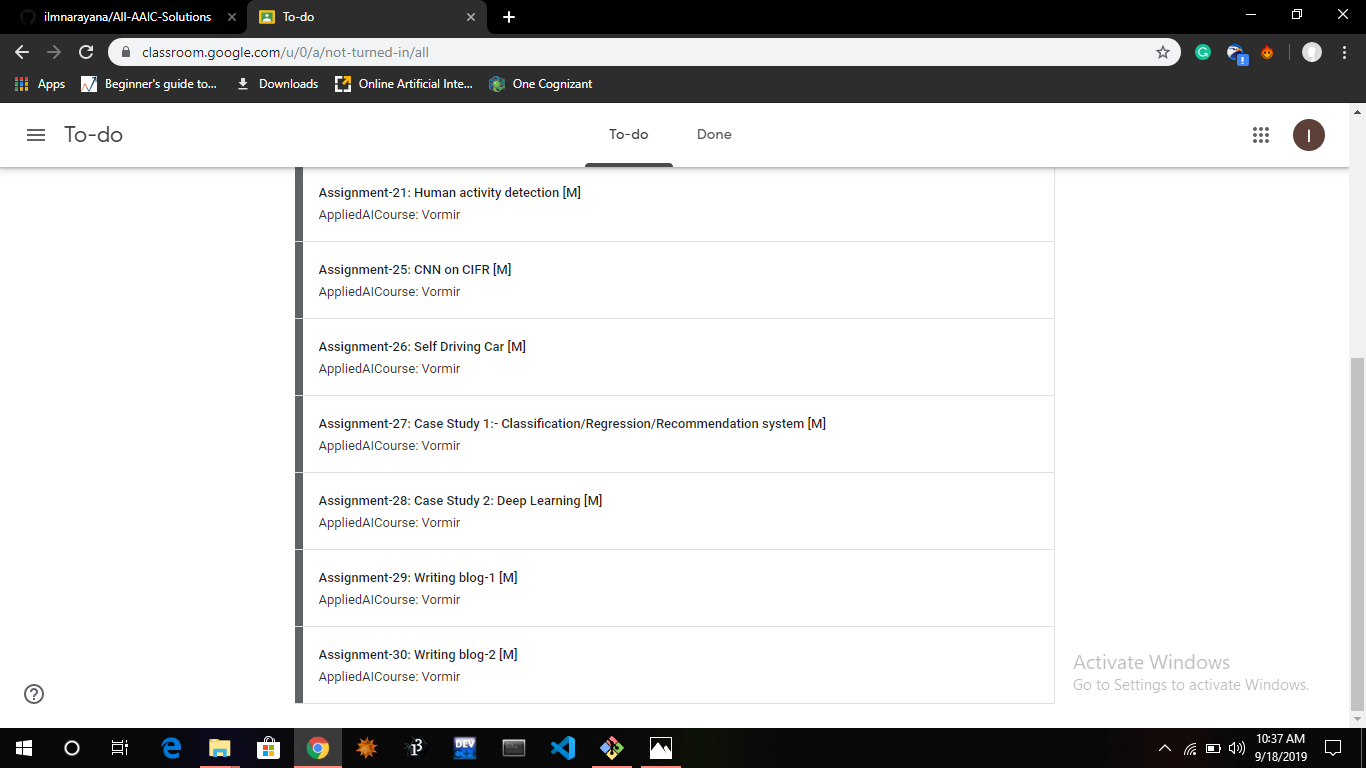 ilmnarayana/All-AAIC-Solutions
To-do
classroom.google.com/u/0/a/not-turned-in/all
Apps
Beginner's guide to...
Downloads
Online Artificial Inte...
One Cognizant
To-do
To-do
Done
I
Assignment-21: Human activity detection [M]
AppliedAICourse: Vormir
Assignment-25: CNN on CIFR [M]
AppliedAICourse: Vormir
Assignment-26: Self Driving Car [M]
AppliedAICourse: Vormir
Assignment-27: Case Study 1:- Classification/Regression/Recommendation system [M]
AppliedAICourse: Vormir
Assignment-28: Case Study 2: Deep Learning [M]
AppliedAICourse: Vormir
Assignment-29: Writing blog-1 [M]
AppliedAICourse: Vormir
Assignment-30: Writing blog-2 [M]
AppliedAICourse: Vormir
Activate Windows
Go to Settings to activate Windows.
DEV
10:37 AM
9/18/2019